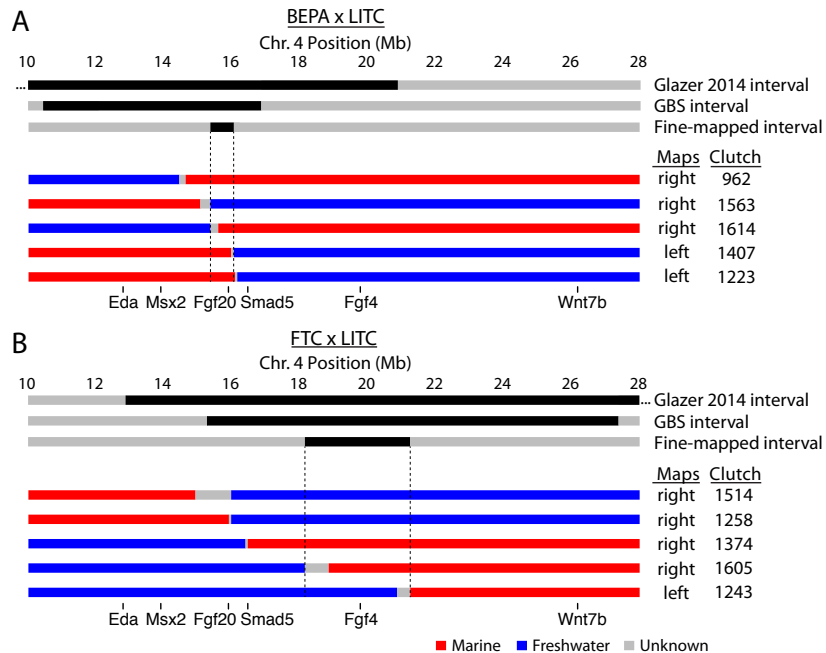 A
BEPA x LITC
Chr. 4 Position (Mb)
10 12 14 16 18 20 22 24 26 28
... Glazer 2014 interval
GBS interval
Fine-mapped interval
Maps Clutch
right 962
right 1563
right 1614
left 1407
left 1223
Eda Msx2 Fgf20 Smad5 Fgf4 Wnt7b
B
FTC x LITC
Chr. 4 Position (Mb)
10 12 14 16 18 20 22 24 26 28
... Glazer 2014 interval
GBS interval
Fine-mapped interval
Maps Clutch
right 1514
right 1258
right 1374
right 1605
left 1243
Eda Msx2 Fgf20 Smad5 Fgf4 Wnt7b
Marine Freshwater Unknown